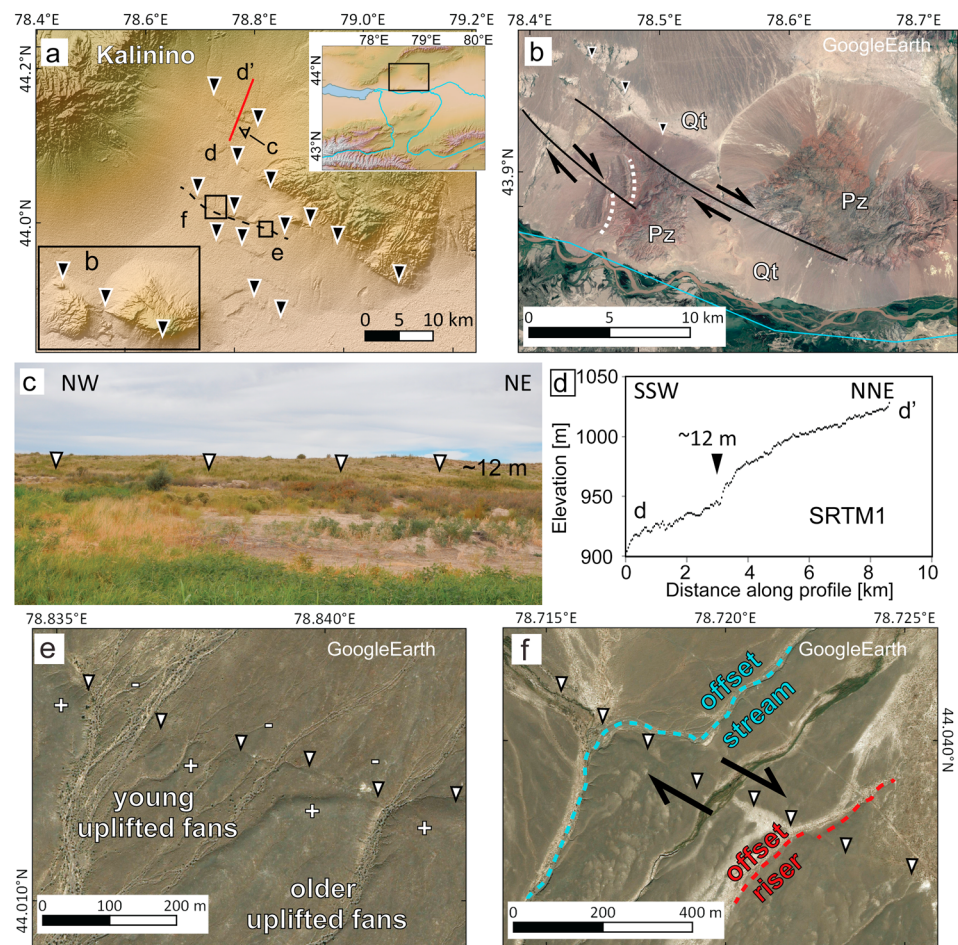 78.4°E 78.6°E 78.8°E 79.0°E 79.2°E
78.4°E 78.5°E 78.6°E 78.7°E
a
Kalinino
44.2°N
44.0°N
78°E 80°E
44°N
43°N
d'
c
d
f
e
b
0 5 10 km
b
GoogleEarth
43.9°N
Qt
Pz
Pz
Qt
0 5 10 km
c
NW NE
~12 m
d
1050
1000
950
900
Elevation [m]
SSW NNE
d'
~12 m
d
SRTM1
0 2 4 6 8 10
Distance along profile [km]
78.835°E 78.840°E
e
GoogleEarth
+ -
-
+
-
+
+
young
uplifted fans
older
uplifted fans
44.010°N
0 100 200 m
78.715°E 78.720°E 78.725°E
f
GoogleEarth
offset
stream
44.040°N
offset
riser
0 200 400 m